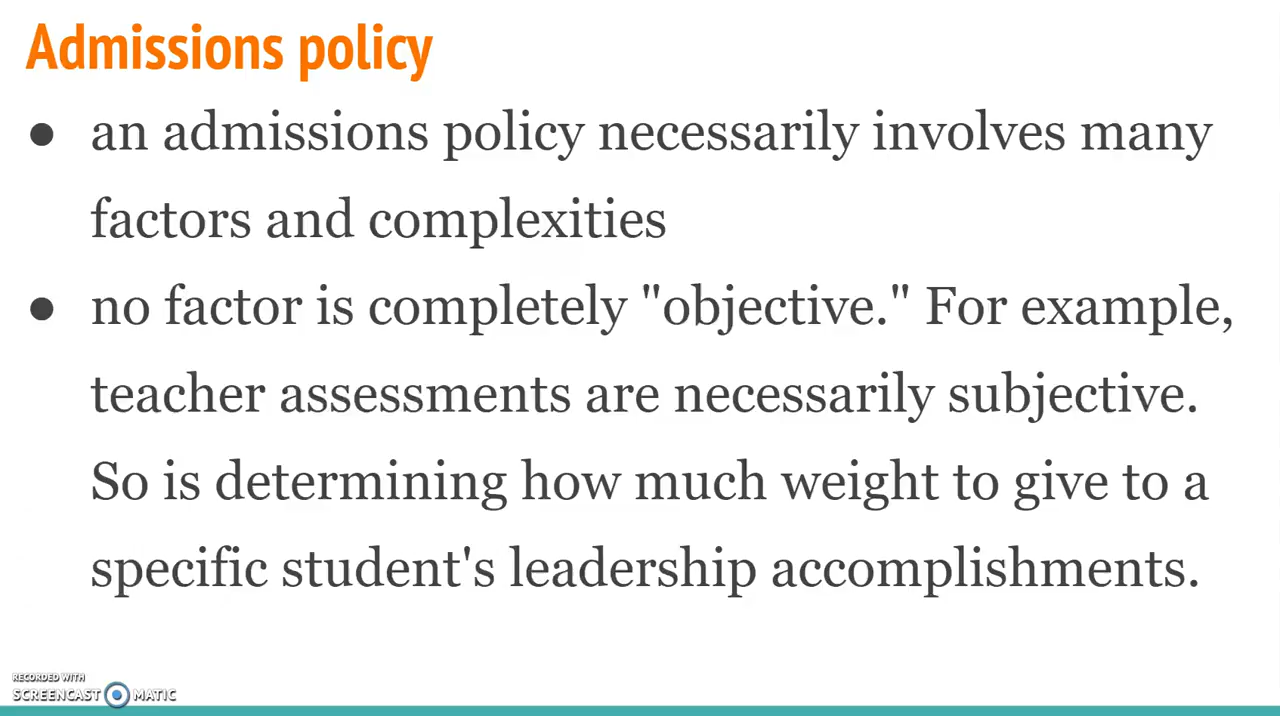 Admissions policy
● an admissions policy necessarily involves many
factors and complexities
● no factor is completely "objective." For example,
teacher assessments are necessarily subjective.
So is determining how much weight to give to a
specific student's leadership accomplishments.
RECORDED WITH
SCREENCAST MATIC